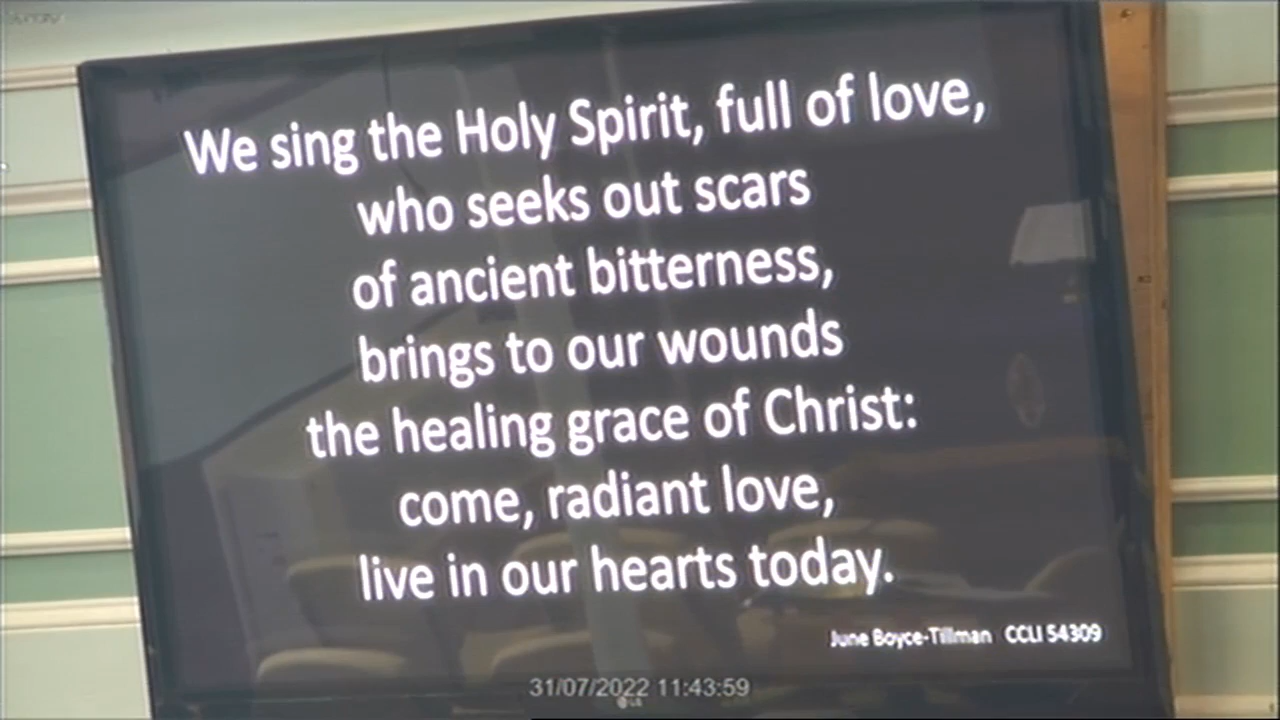 We sing the Holy Spirit, full of love,
who seeks out scars
of ancient bitterness,
brings to our wounds
the healing grace of Christ:
come, radiant love,
live in our hearts today.
June Boyce-Tillman CCLI 54309
31/07/2022 11:43:59
LG